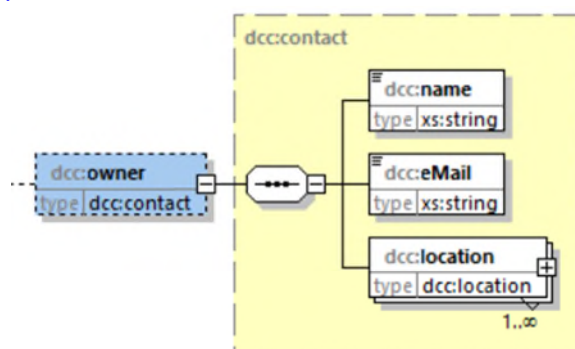 dcc:contact
dcc:name
type xs:string
dcc:owner
type dcc:contact
dcc:eMail
type xs:string
dcc:location
type dcc:location
1..∞